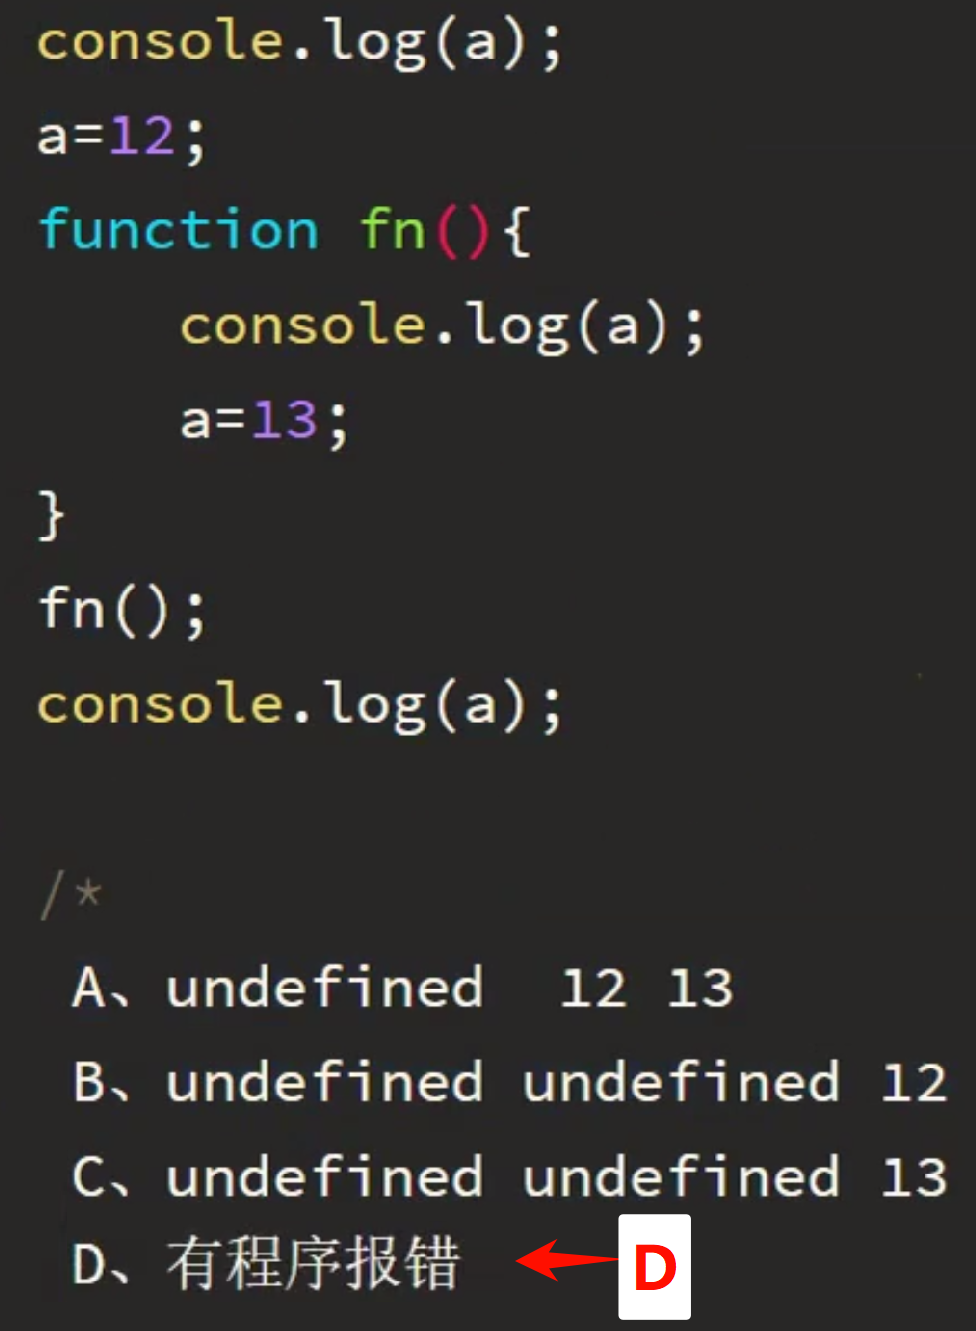 console.log(a);
a=12;
function fn(){
    console.log(a);
    a=13;
}
fn();
console.log(a);
/*
A、undefined  12 13
B、undefined undefined 12
C、undefined undefined 13
D、有程序报错
D